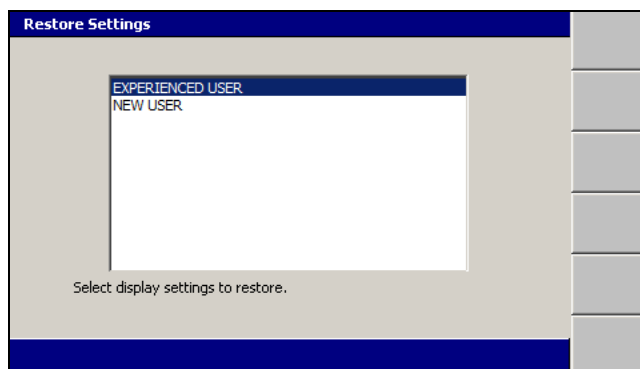 Restore Settings
EXPERIENCED USER
NEW USER
Select display settings to restore.